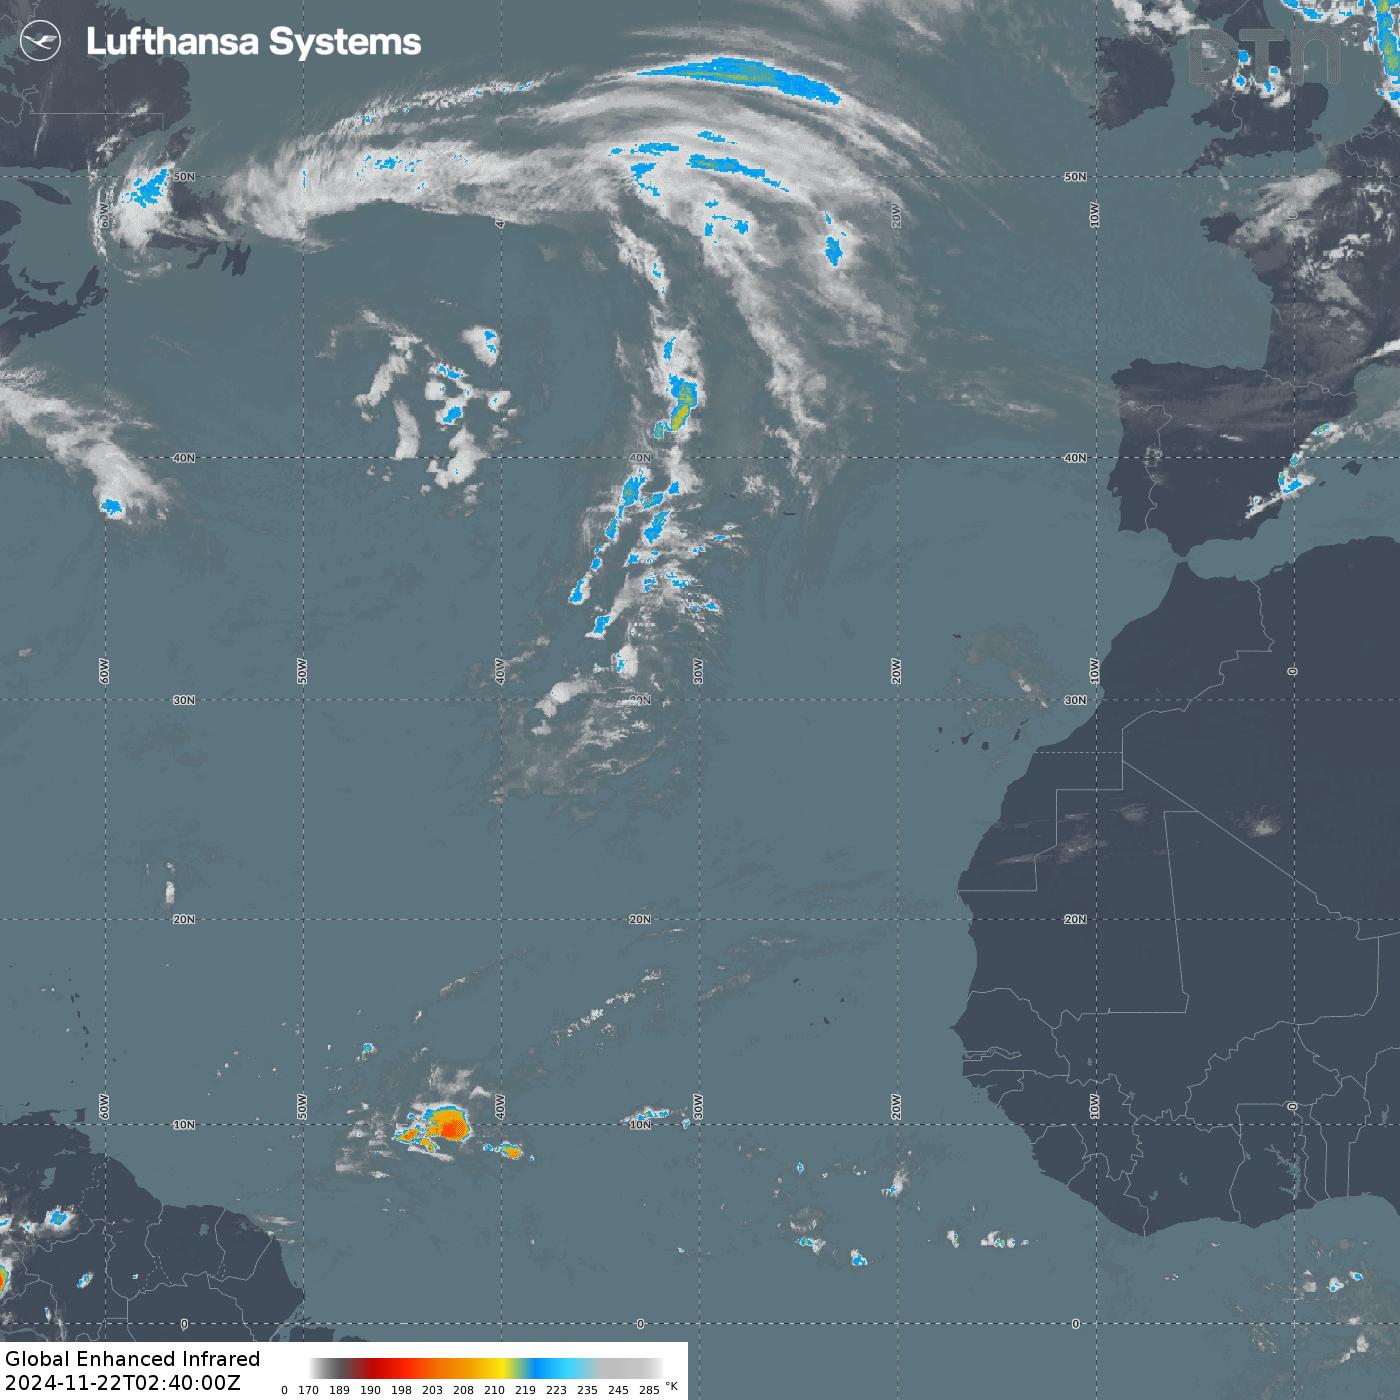 Lufthansa Systems
DTN
50N 50N
60W 4 20W 10W 0
40N 40N 40N
60W 50W 40W 30W 20W 10W 0
30N 30N 30N
20N 20N 20N
60W 50W 40W 30W 20W 10W 0
10N 10N 10N
0 0 0
Global Enhanced Infrared
2024-11-22T02:40:00Z
0 170 189 190 198 203 208 210 219 223 235 245 285 °K